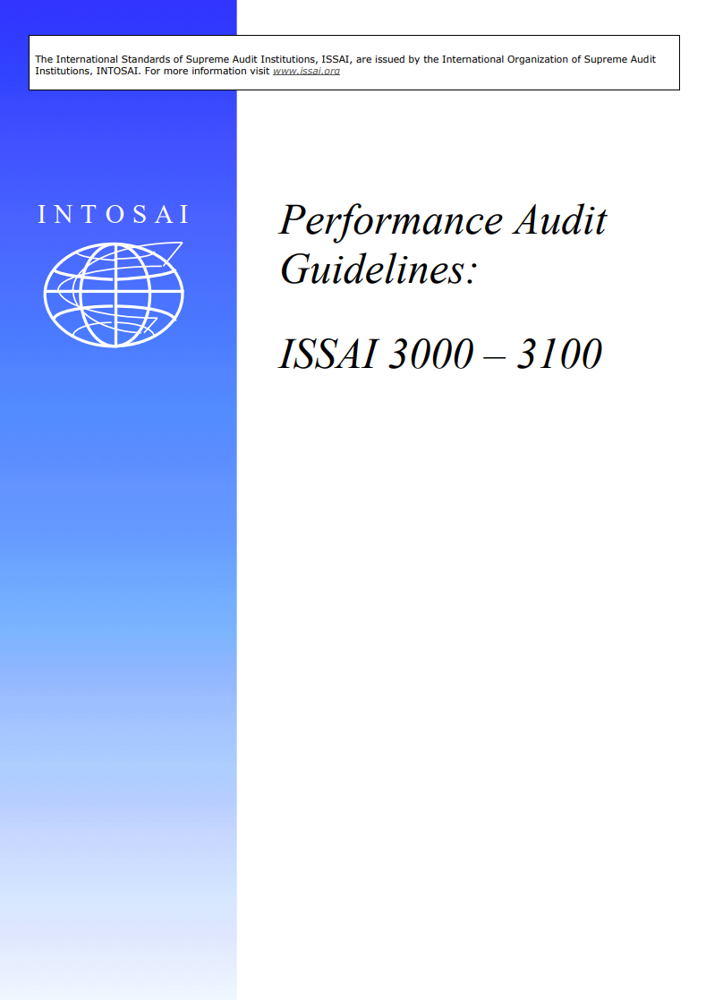 The International Standards of Supreme Audit Institutions, ISSAI, are issued by the International Organization of Supreme Audit
Institutions, INTOSAI. For more information visit www.issai.org
INTOSAI
Performance Audit
Guidelines:
ISSAI 3000 – 3100